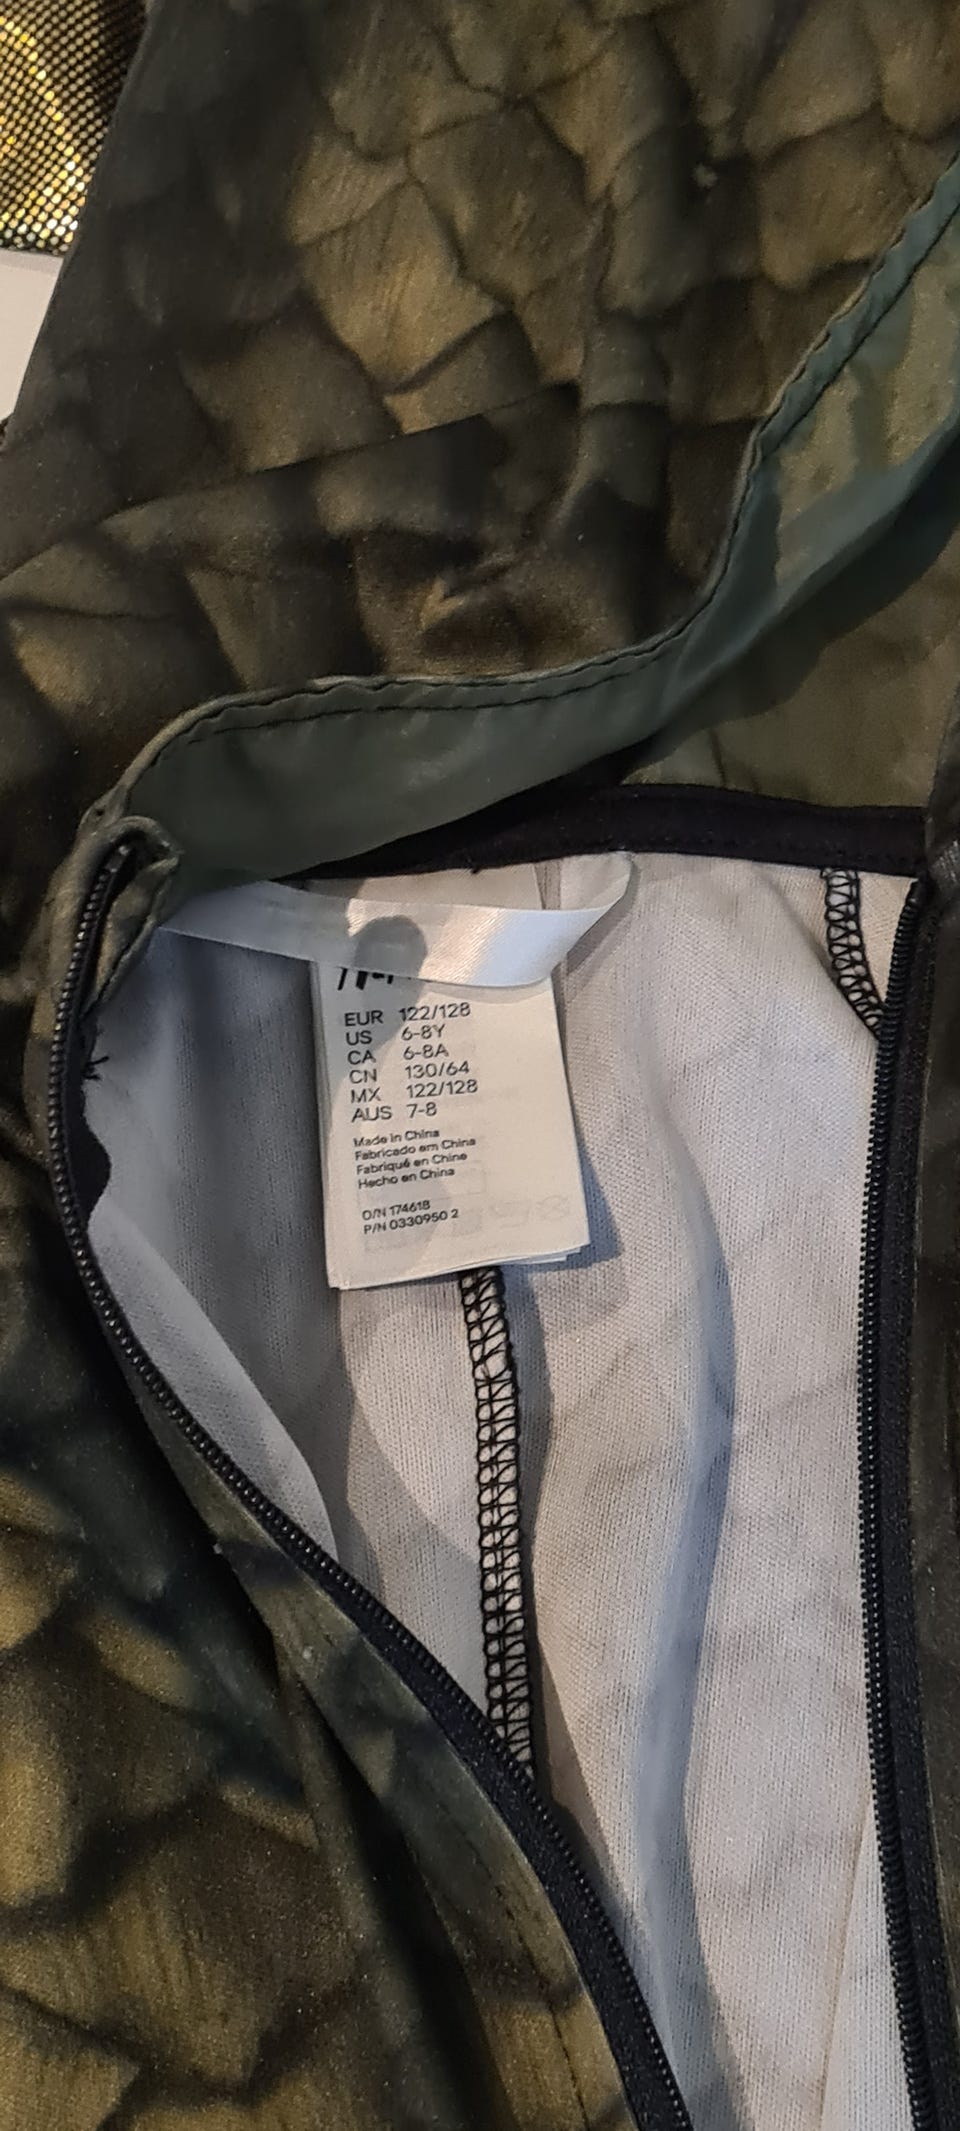 EUR 122/128
US 6-8Y
CA 6-8A
CN 130/64
MX 122/128
AUS 7-8
Made in China
Fabricado em China
Fabriqué en Chine
Hecho en China
O/N 174618
P/N 0330950 2